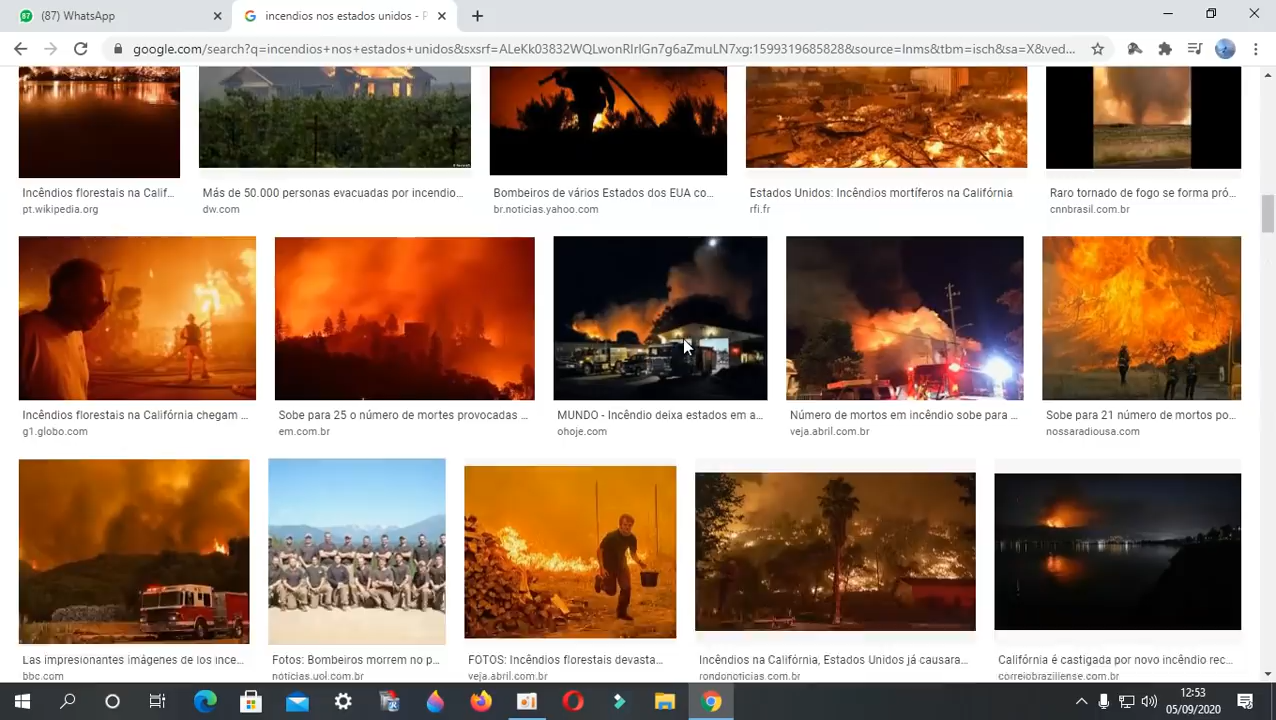 (87) WhatsApp
incendios nos estados unidos - P
google.com/search?q=incendios+nos+estados+unidos&sxsrf=ALeKk03832WQLwonRIrIGn7g6aZmuLN7xg:1599319685828&source=lnms&tbm=isch&sa=X&ved...
Incêndios florestais na Calif...
pt.wikipedia.org
Más de 50.000 personas evacuadas por incendio...
dw.com
Bombeiros de vários Estados dos EUA co...
br.noticias.yahoo.com
Estados Unidos: Incêndios mortíferos na Califórnia
rfi.fr
Raro tornado de fogo se forma pró...
cnnbrasil.com.br
Incêndios florestais na Califórnia chegam ...
g1.globo.com
Sobe para 25 o número de mortes provocadas ...
em.com.br
MUNDO - Incêndio deixa estados em a...
ohoje.com
Número de mortos em incêndio sobe para ...
veja.abril.com.br
Sobe para 21 número de mortos po...
nossaradiousa.com
Las impresionantes imágenes de los ince...
bbc.com
Fotos: Bombeiros morrem no p...
noticias.uol.com.br
FOTOS: Incêndios florestais devasta...
veja.abril.com.br
Incêndios na Califórnia, Estados Unidos já causara...
rondonoticias.com.br
Califórnia é castigada por novo incêndio rec...
correiobraziliense.com.br
12:53
05/09/2020